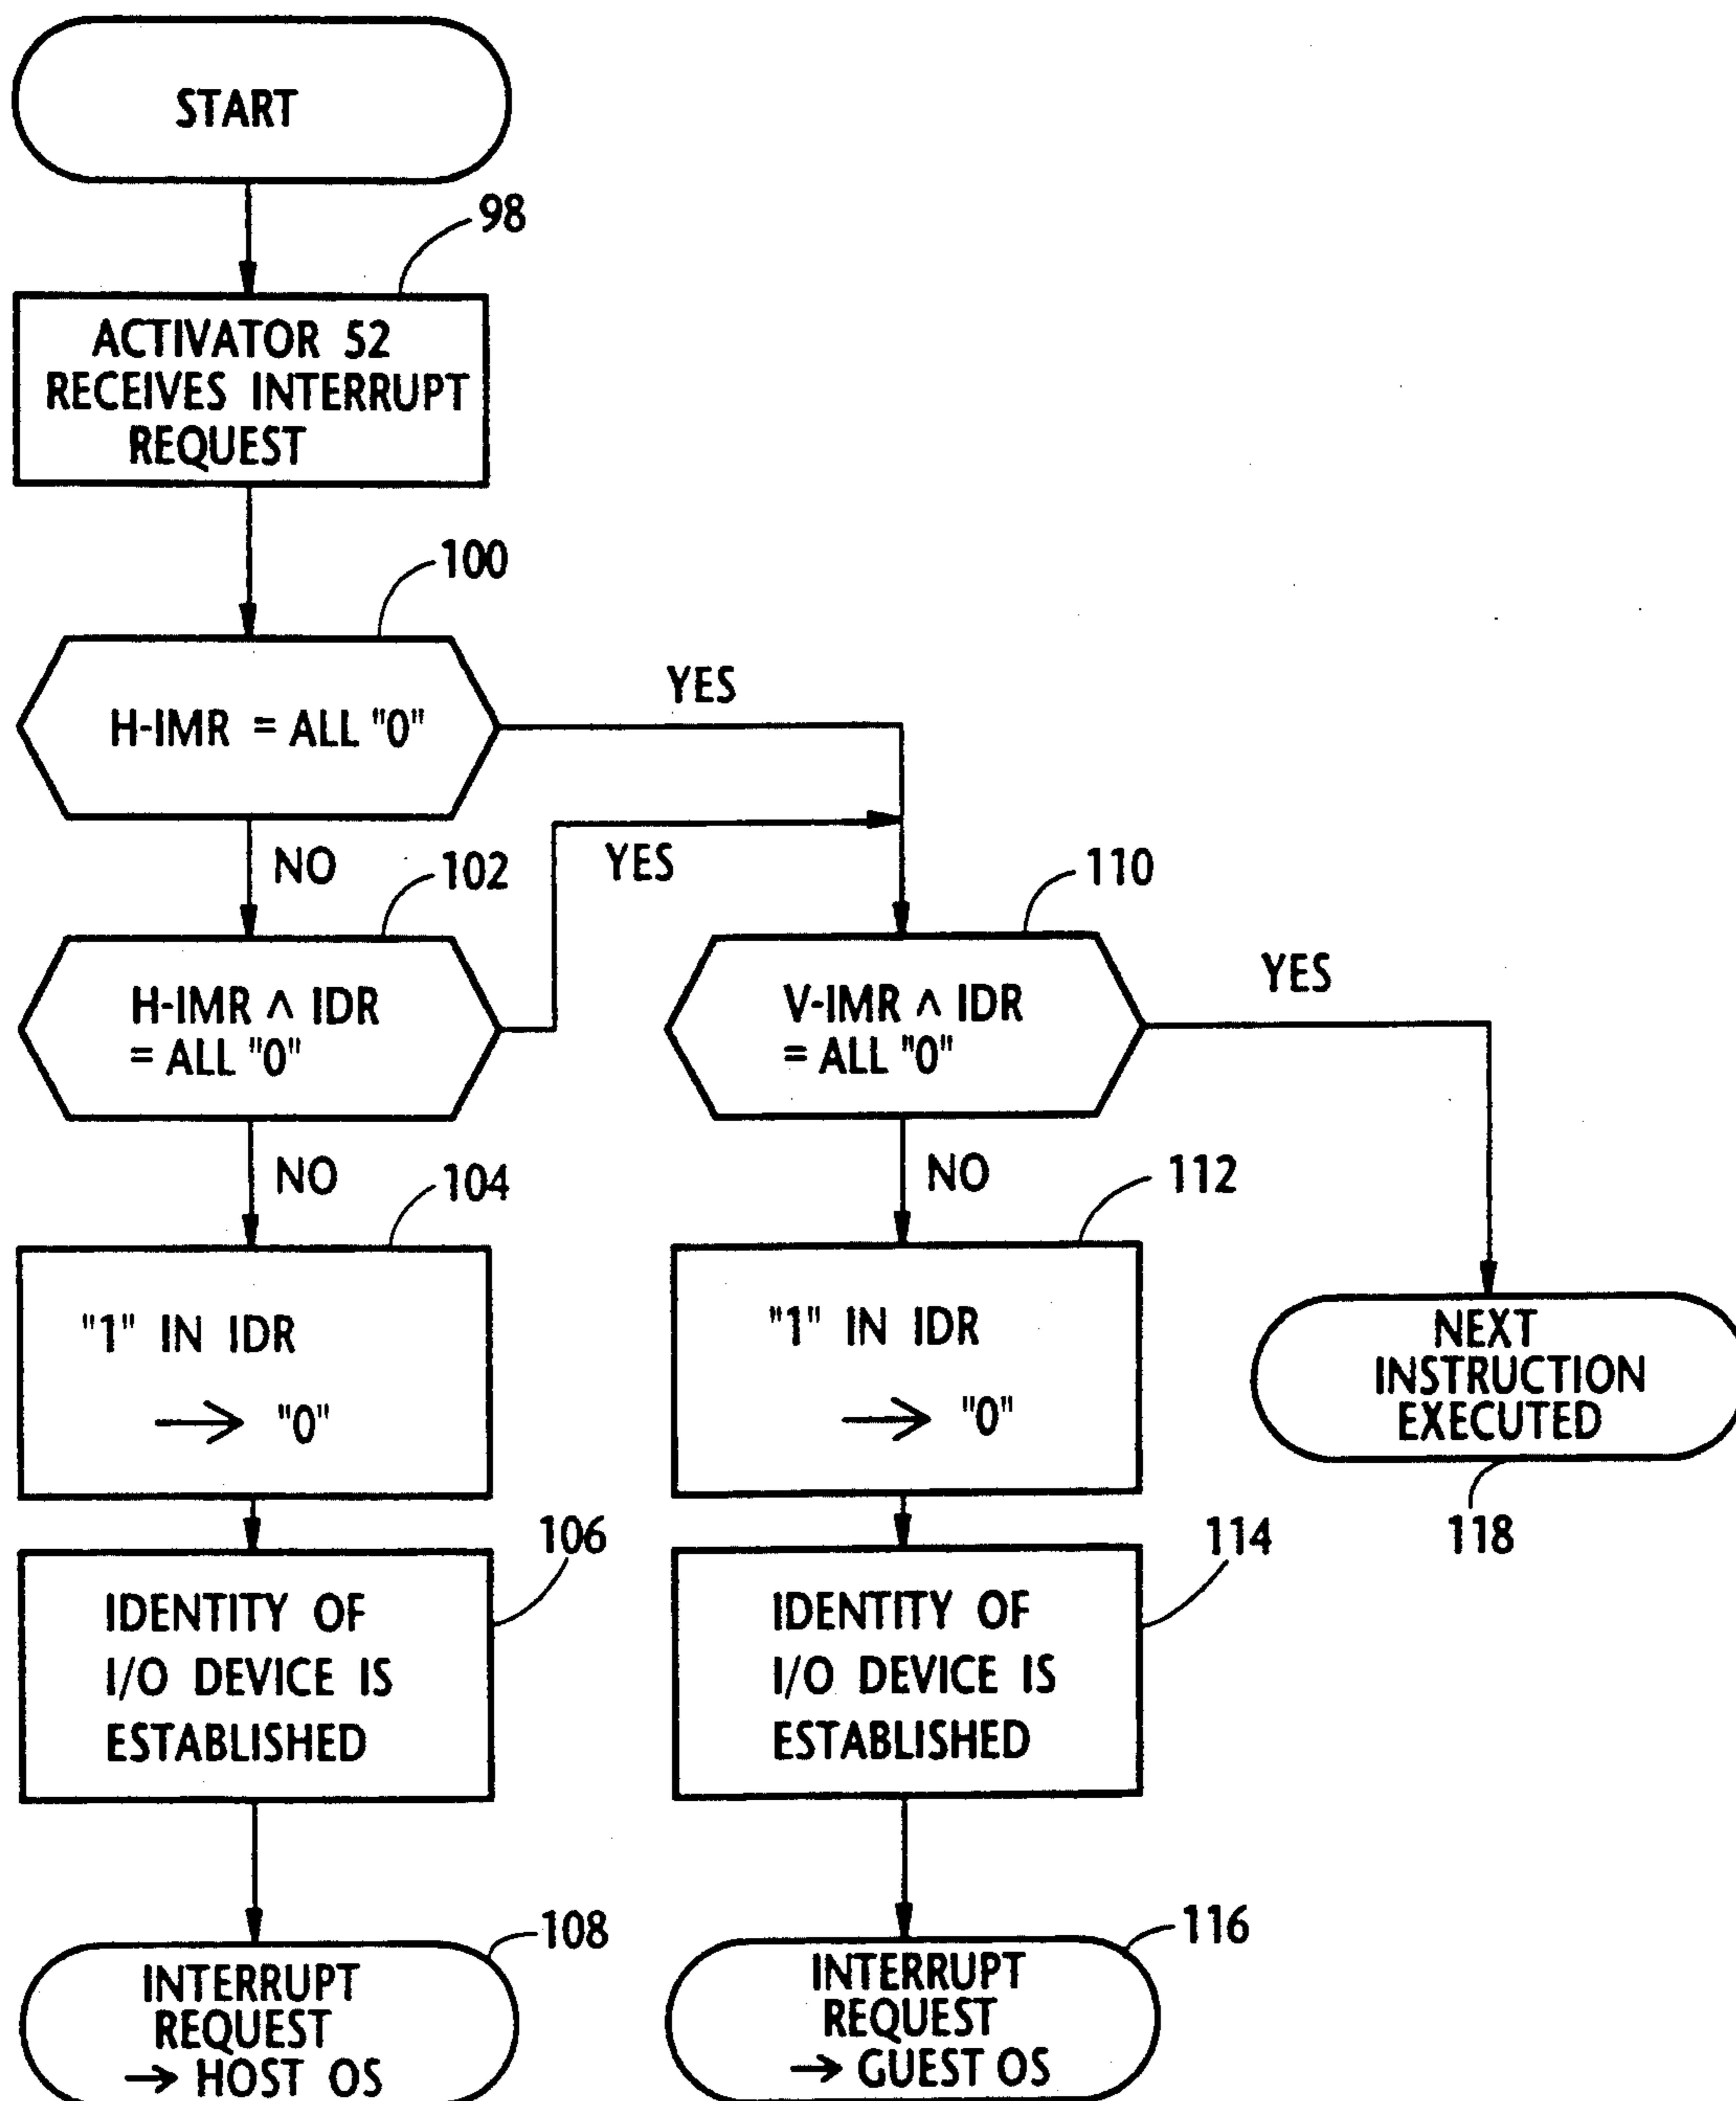 START
98
ACTIVATOR 52
RECEIVES INTERRUPT
REQUEST
100
H-IMR = ALL "0"
YES
NO
102
YES
110
H-IMR ∧ IDR
= ALL "0"
V-IMR ∧ IDR
= ALL "0"
YES
NO
104
NO
112
"1" IN IDR
→ "0"
"1" IN IDR
→ "0"
NEXT
INSTRUCTION
EXECUTED
118
106
IDENTITY OF
I/O DEVICE IS
ESTABLISHED
114
IDENTITY OF
I/O DEVICE IS
ESTABLISHED
108
INTERRUPT
REQUEST
→ HOST OS
116
INTERRUPT
REQUEST
→ GUEST OS